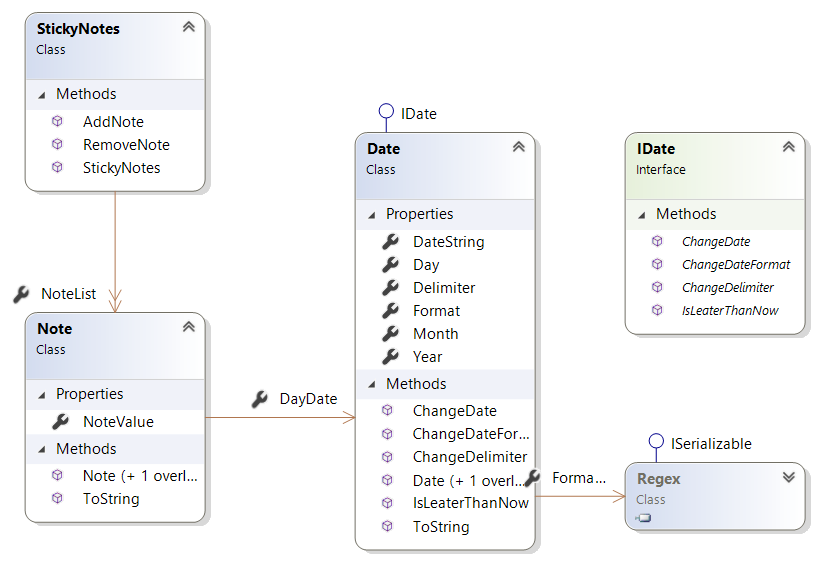 StickyNotes
Class
Methods
AddNote
RemoveNote
StickyNotes
NoteList
Note
Class
Properties
NoteValue
Methods
Note (+ 1 overl...
ToString
DayDate
IDate
Date
Class
Properties
DateString
Day
Delimiter
Format
Month
Year
Methods
ChangeDate
ChangeDateFor...
ChangeDelimiter
Date (+ 1 overl...
IsLeaterThanNow
ToString
Forma...
IDate
Interface
Methods
ChangeDate
ChangeDateFormat
ChangeDelimiter
IsLeaterThanNow
ISerializable
Regex
Class